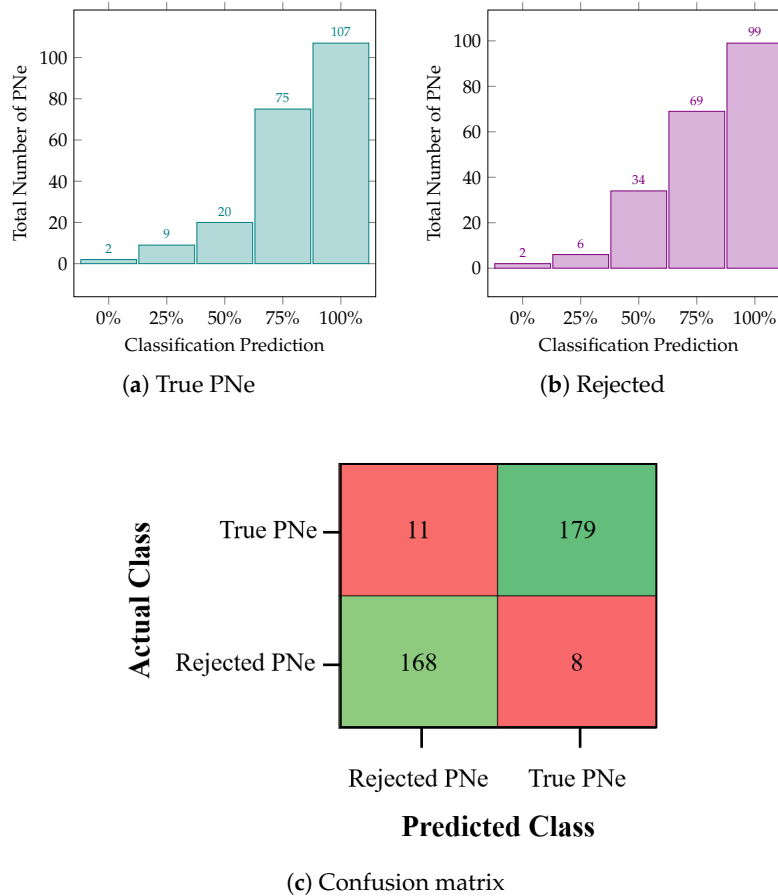 Total Number of PNe
100
80
60
40
20
0
2
9
20
75
107
0% 25% 50% 75% 100%
Classification Prediction
(a) True PNe
Total Number of PNe
100
80
60
40
20
0
2
6
34
69
99
0% 25% 50% 75% 100%
Classification Prediction
(b) Rejected
Actual Class
True PNe
11 179
Rejected PNe
168 8
Rejected PNe True PNe
Predicted Class
(c) Confusion matrix